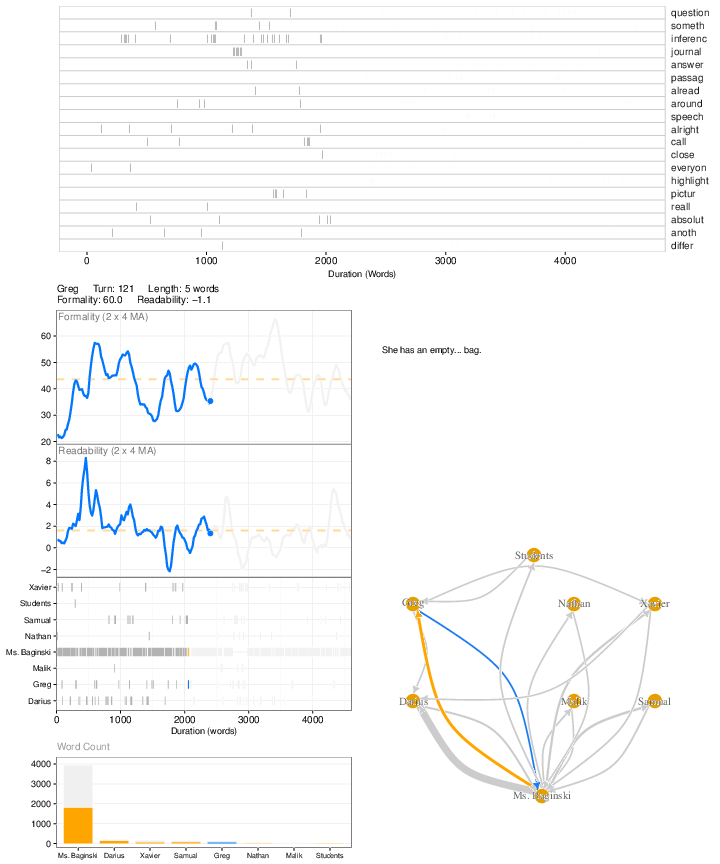 question
someth
inferenc
journal
answer
passag
alread
around
speech
alright
call
close
everyon
highlight
pictur
reall
absolut
anoth
differ
0 1000 2000 3000 4000
Duration (Words)
Greg Turn: 121 Length: 5 words
Formality: 60.0 Readability: −1.1
Formality (2 x 4 MA)
60
50
40
30
20
She has an empty... bag.
Readability (2 x 4 MA)
8
6
4
2
0
−2
Xavier
Students
Samual
Nathan
Ms. Baginski
Malik
Greg
Darius
0 1000 2000 3000 4000
Duration (words)
Students
Greg Nathan Xavier
Darius Malik Samual
Ms. Baginski
Word Count
4000
3000
2000
1000
0
Ms. Baginski Darius Xavier Samual Greg Nathan Malik Students